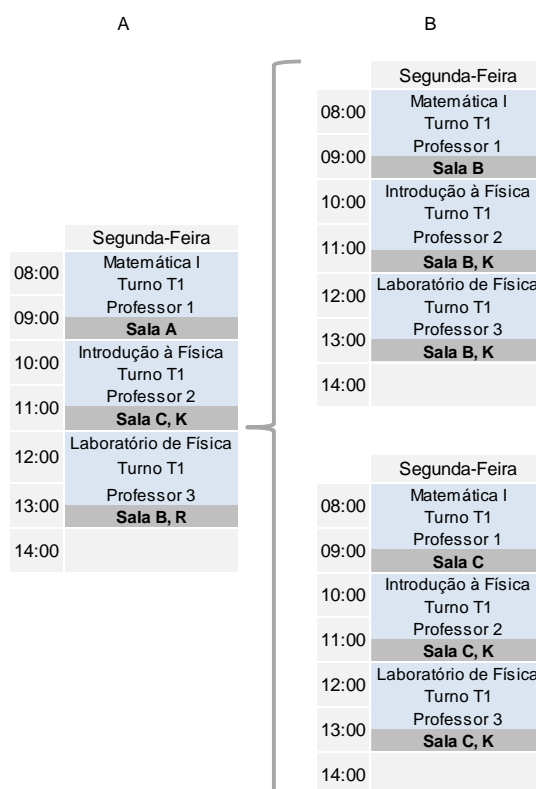 A
B
Segunda-Feira
08:00
Matemática I
Turno T1
09:00
Professor 1
Sala A
10:00
Introdução à Física
Turno T1
11:00
Professor 2
Sala C, K
12:00
Laboratório de Física
Turno T1
13:00
Professor 3
Sala B, R
14:00
Segunda-Feira
08:00
Matemática I
Turno T1
09:00
Professor 1
Sala B
10:00
Introdução à Física
Turno T1
11:00
Professor 2
Sala B, K
12:00
Laboratório de Física
Turno T1
13:00
Professor 3
Sala B, K
14:00
Segunda-Feira
08:00
Matemática I
Turno T1
09:00
Professor 1
Sala C
10:00
Introdução à Física
Turno T1
11:00
Professor 2
Sala C, K
12:00
Laboratório de Física
Turno T1
13:00
Professor 3
Sala C, K
14:00